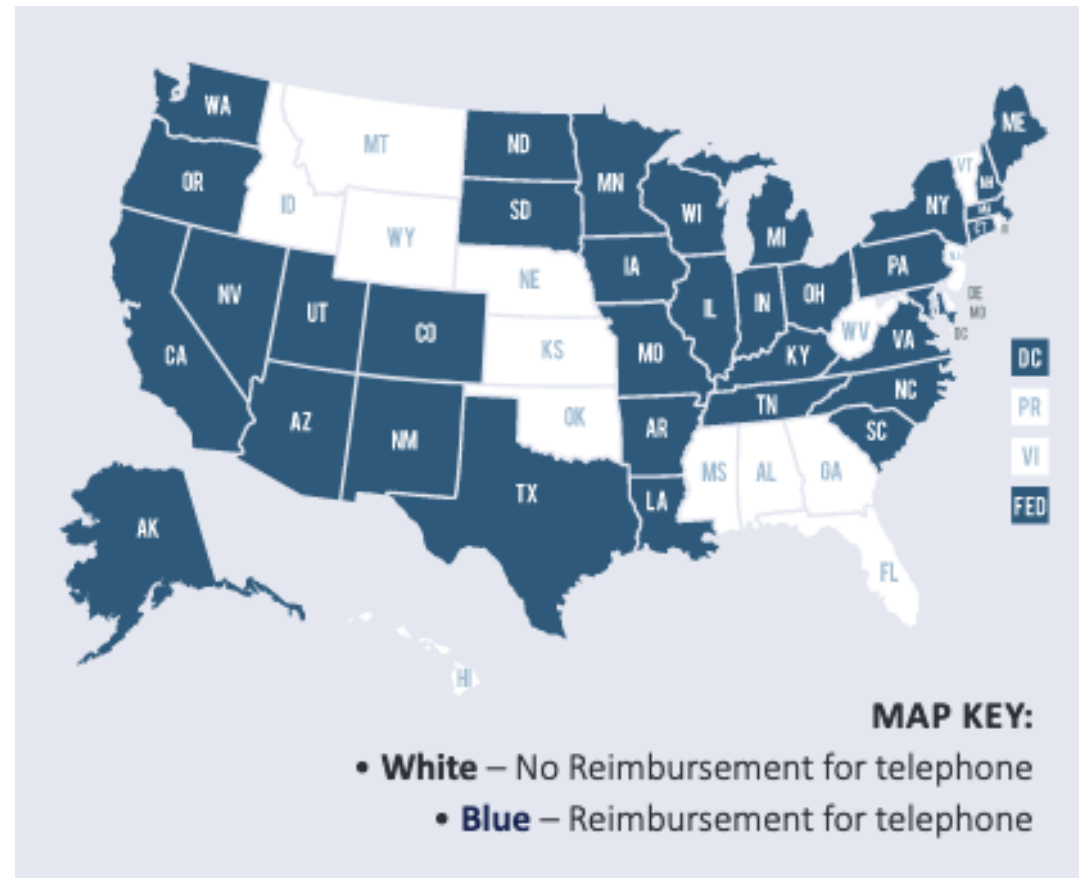 WA
MT
ND
MN
ME
VT
NH
OR
ID
SD
WI
NY
MI
WY
IA
PA
NE
NV
UT
CO
IL
IN
OH
DE
MD
WV
VA
DC
CA
KS
MO
KY
DC
NC
PR
AZ
NM
OK
AR
TN
SC
VI
TX
LA
MS
AL
GA
FED
AK
FL
HI
MAP KEY:
• White – No Reimbursement for telephone
• Blue – Reimbursement for telephone